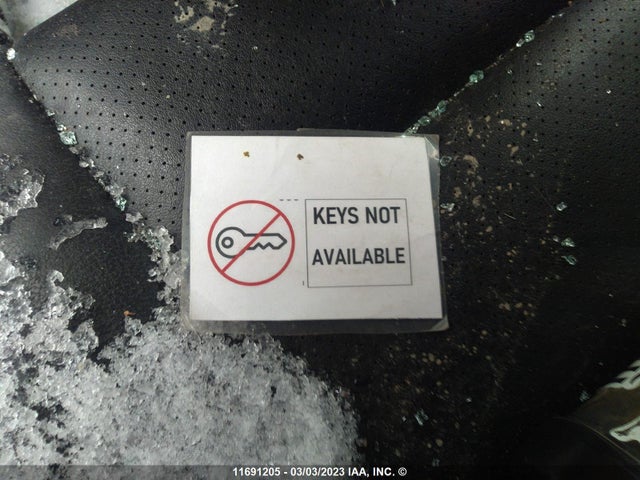 KEYS NOT
AVAILABLE
11691205 - 03/03/2023 IAA, INC. ©